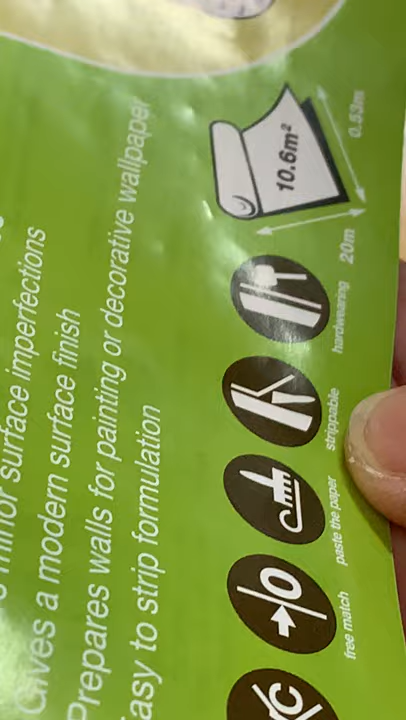 minor surface imperfections
Gives a modern surface finish
Prepares walls for painting or decorative wallpaper
Easy to strip formulation
C
O
free match
paste the paper
strippable
hardwearing
10.6m²
20m
0.53m